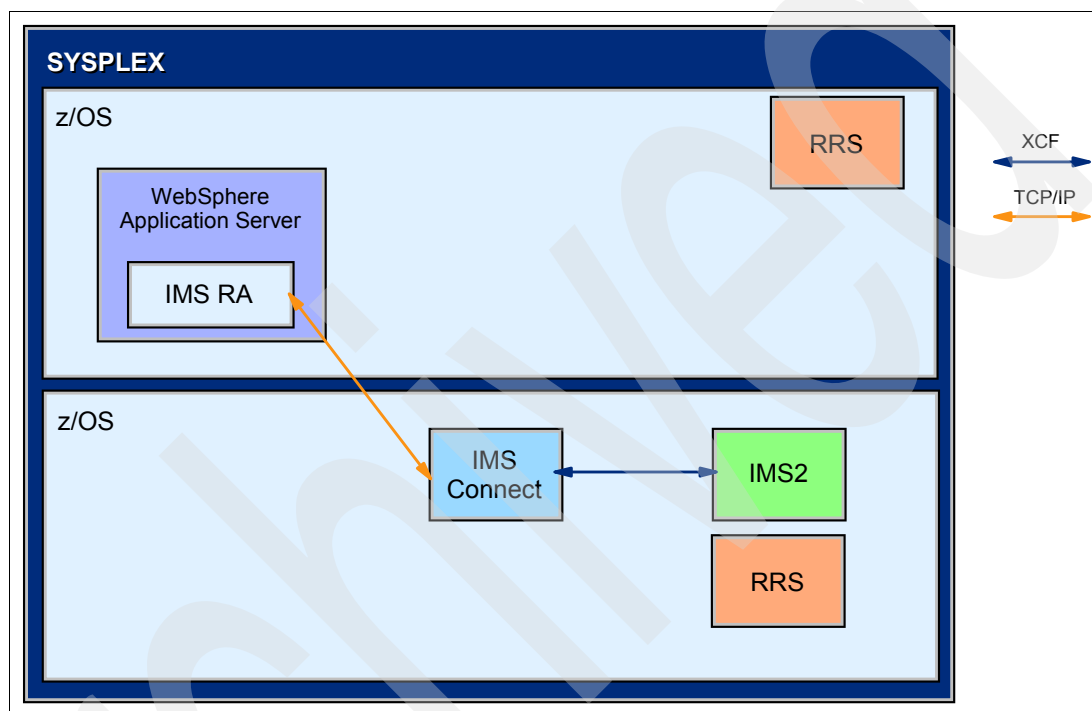 SYSPLEX
z/OS
RRS
WebSphere
Application Server
IMS RA
XCF
TCP/IP
z/OS
IMS
Connect
IMS2
RRS